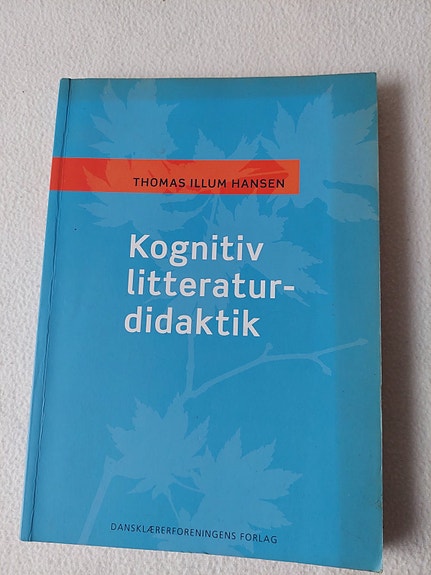 THOMAS ILLUM HANSEN
Kognitiv
litteratur-
didaktik
DANSKLÆRERFORENINGENS FORLAG